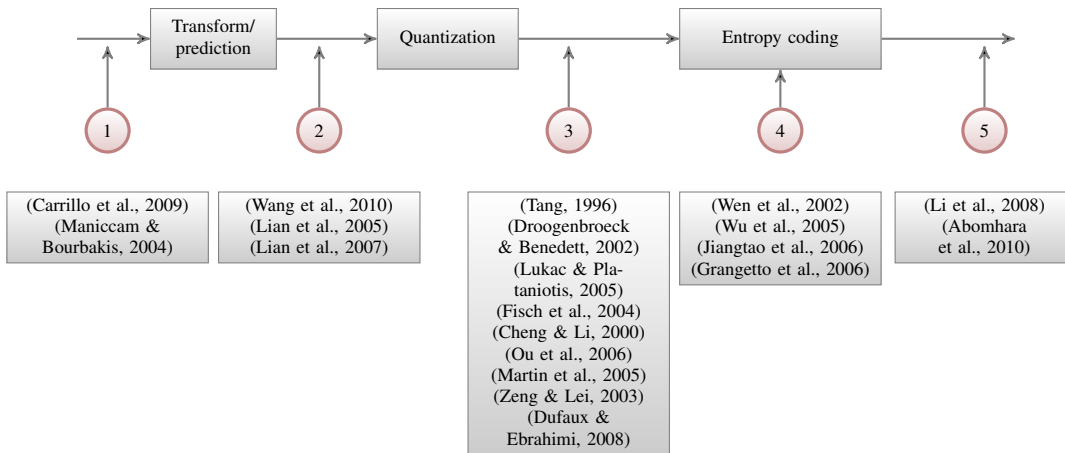 Transform/
prediction
Quantization
Entropy coding
1
2
3
4
5
(Carrillo et al., 2009)
(Maniccam &
Bourbakis, 2004)
(Wang et al., 2010)
(Lian et al., 2005)
(Lian et al., 2007)
(Tang, 1996)
(Droogenbroeck
& Benedett, 2002)
(Lukac & Pla-
taniotis, 2005)
(Fisch et al., 2004)
(Cheng & Li, 2000)
(Ou et al., 2006)
(Martin et al., 2005)
(Zeng & Lei, 2003)
(Dufaux &
Ebrahimi, 2008)
(Wen et al., 2002)
(Wu et al., 2005)
(Jiangtao et al., 2006)
(Grangetto et al., 2006)
(Li et al., 2008)
(Abomhara
et al., 2010)